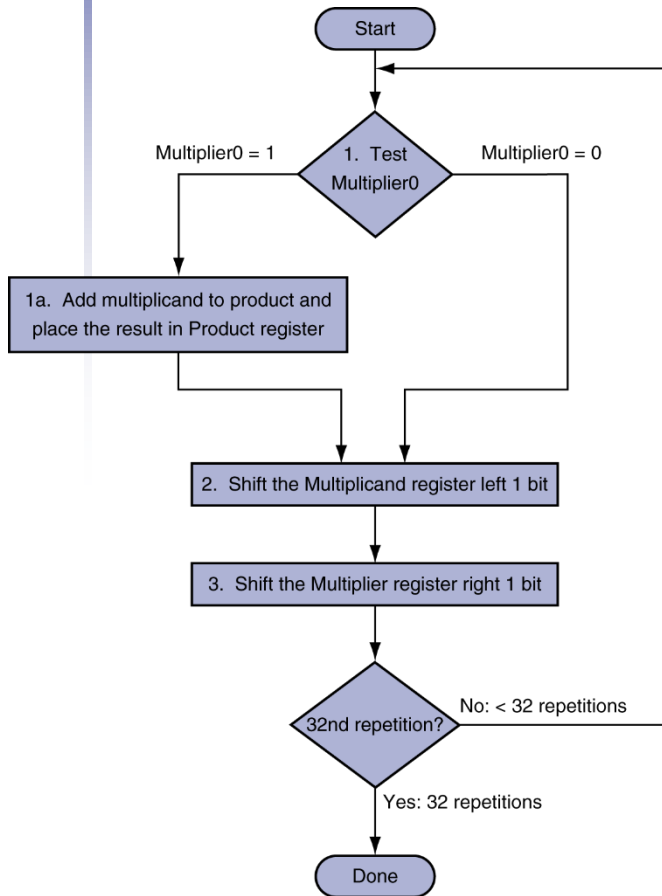 Start
Multiplier0 = 1
1. Test
Multiplier0
Multiplier0 = 0
1a. Add multiplicand to product and
place the result in Product register
2. Shift the Multiplicand register left 1 bit
3. Shift the Multiplier register right 1 bit
32nd repetition?
No: < 32 repetitions
Yes: 32 repetitions
Done